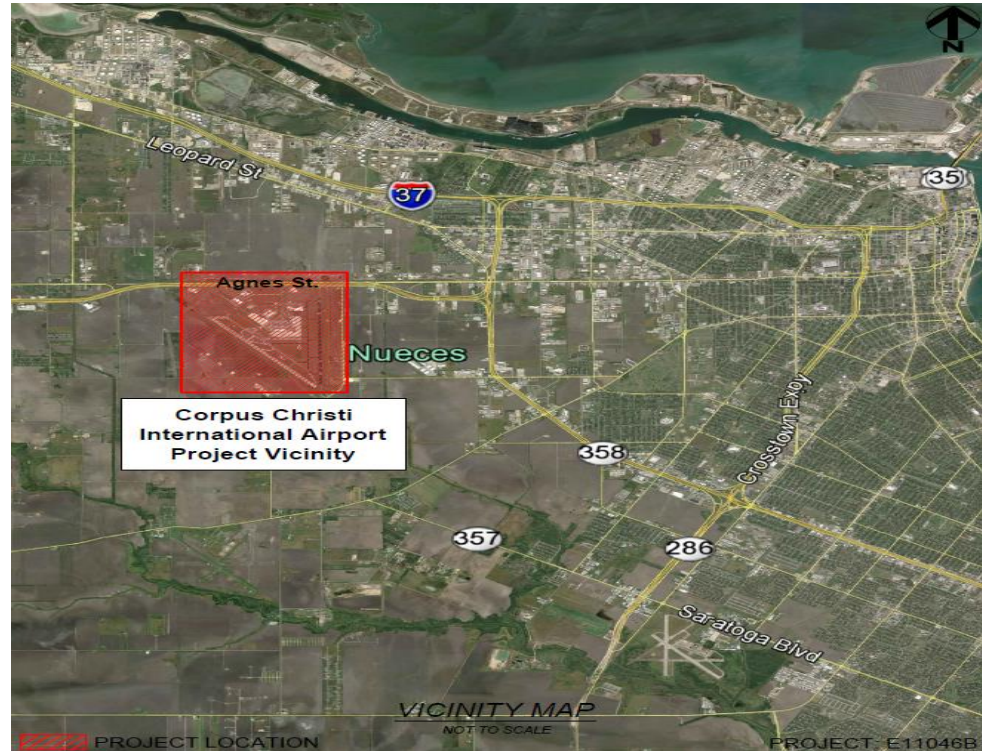 N
35
Leopard St
37
Agnes St.
Nueces
Corpus Christi
International Airport
Project Vicinity
Crosstown Expy
358
357
286
Saratoga Blvd
VICINITY MAP
NOT TO SCALE
PROJECT LOCATION
PROJECT: E11046B